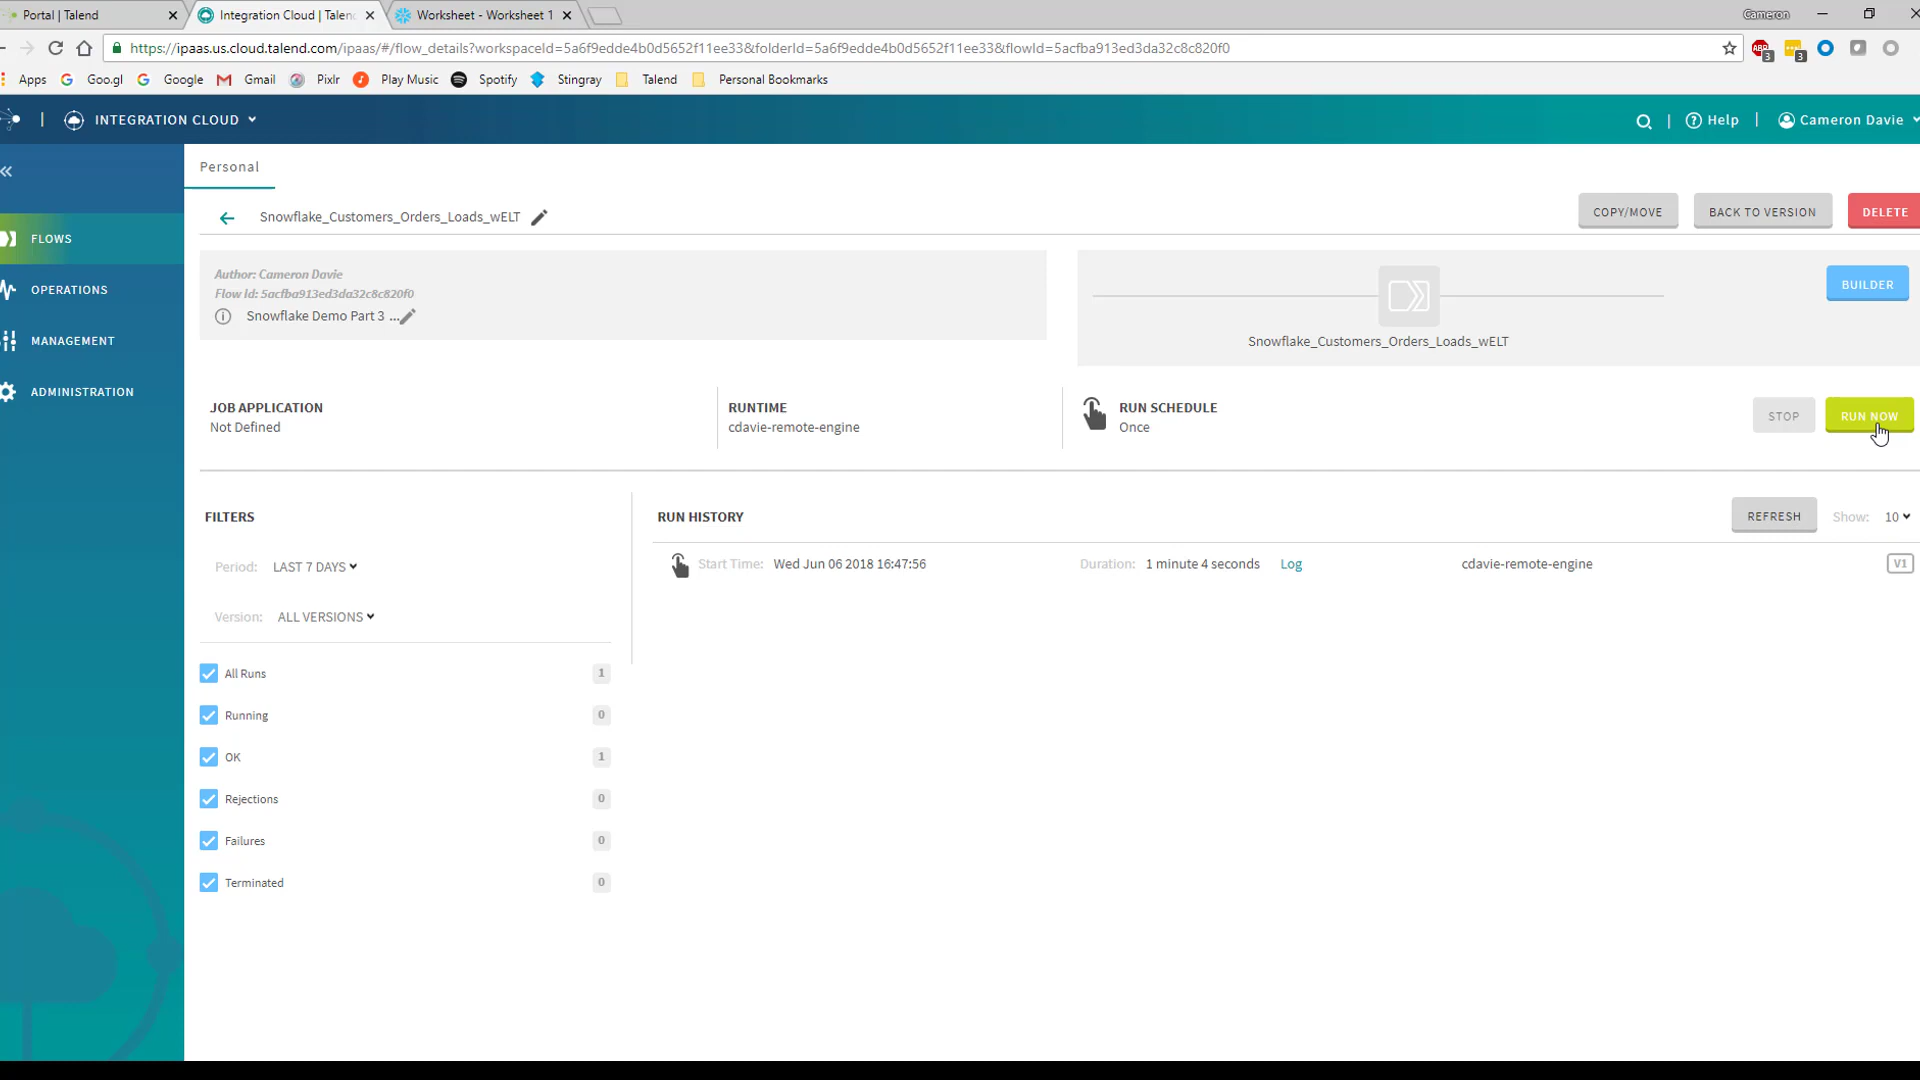 Portal | Talend
Integration Cloud | Talen
Worksheet - Worksheet 1
Cameron
https://ipaas.us.cloud.talend.com/ipaas/#/flow_details?workspaceId=5a6f9edde4b0d5652f11ee33&folderId=5a6f9edde4b0d5652f11ee33&flowId=5acfba913ed3da32c8c820f0
3
3
Apps Goo.gl Google Gmail Pixlr Play Music Spotify Stingray Talend Personal Bookmarks
| INTEGRATION CLOUD
| Help | Cameron Davie
Personal
FLOWS
OPERATIONS
MANAGEMENT
ADMINISTRATION
Snowflake_Customers_Orders_Loads_wELT
COPY/MOVE BACK TO VERSION DELETE
Author: Cameron Davie
Flow Id: 5acfba913ed3da32c8c820f0
Snowflake Demo Part 3 ...
BUILDER
Snowflake_Customers_Orders_Loads_wELT
JOB APPLICATION
Not Defined
RUNTIME
cdavie-remote-engine
RUN SCHEDULE
Once
STOP RUN NOW
FILTERS
Period: LAST 7 DAYS
Version: ALL VERSIONS
All Runs 1
Running 0
OK 1
Rejections 0
Failures 0
Terminated 0
RUN HISTORY
REFRESH Show: 10
Start Time: Wed Jun 06 2018 16:47:56 Duration: 1 minute 4 seconds Log cdavie-remote-engine V1